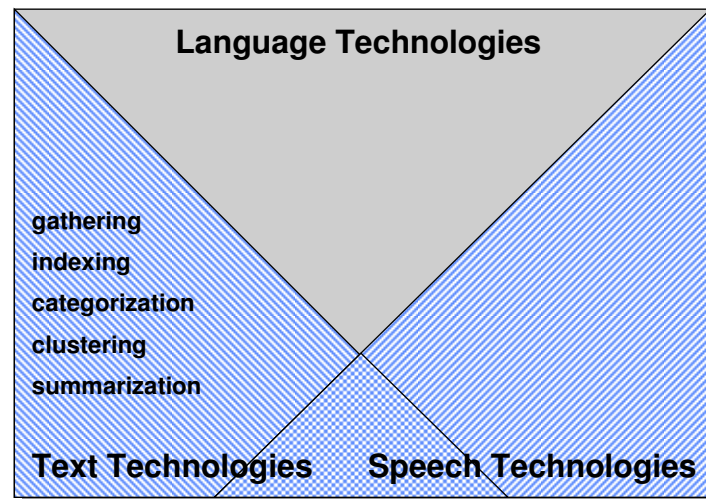 Language Technologies
gathering
indexing
categorization
clustering
summarization
Text Technologies
Speech Technologies